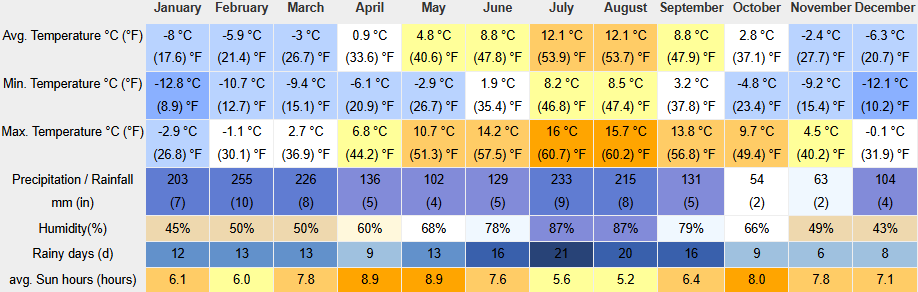 January February March April May June July August September October November December
Avg. Temperature °C (°F) -8 °C -5.9 °C -3 °C 0.9 °C 4.8 °C 8.8 °C 12.1 °C 12.1 °C 8.8 °C 2.8 °C -2.4 °C -6.3 °C
(17.6) °F (21.4) °F (26.7) °F (33.6) °F (40.6) °F (47.8) °F (53.9) °F (53.7) °F (47.9) °F (37.1) °F (27.7) °F (20.7) °F
Min. Temperature °C (°F) -12.8 °C -10.7 °C -9.4 °C -6.1 °C -2.9 °C 1.9 °C 8.2 °C 8.5 °C 3.2 °C -4.8 °C -9.2 °C -12.1 °C
(8.9) °F (12.7) °F (15.1) °F (20.9) °F (26.7) °F (35.4) °F (46.8) °F (47.4) °F (37.8) °F (23.4) °F (15.4) °F (10.2) °F
Max. Temperature °C (°F) -2.9 °C -1.1 °C 2.7 °C 6.8 °C 10.7 °C 14.2 °C 16 °C 15.7 °C 13.8 °C 9.7 °C 4.5 °C -0.1 °C
(26.8) °F (30.1) °F (36.9) °F (44.2) °F (51.3) °F (57.5) °F (60.7) °F (60.2) °F (56.8) °F (49.4) °F (40.2) °F (31.9) °F
Precipitation / Rainfall 203 255 226 136 102 129 233 215 131 54 63 104
mm (in) (7) (10) (8) (5) (4) (5) (9) (8) (5) (2) (2) (4)
Humidity(%) 45% 50% 50% 60% 68% 78% 87% 87% 79% 66% 49% 43%
Rainy days (d) 12 13 13 9 13 16 21 20 16 9 6 8
avg. Sun hours (hours) 6.1 6.0 7.8 8.9 8.9 7.6 5.6 5.2 6.4 8.0 7.8 7.1